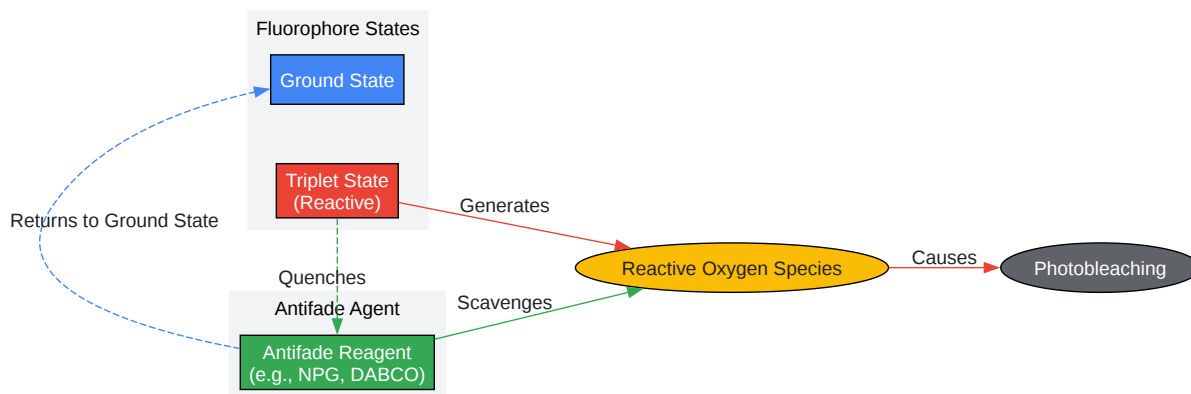 Fluorophore States
Ground State
Triplet State
(Reactive)
Generates
Returns to Ground State
Reactive Oxygen Species
Causes
Photobleaching
Quenches
Scavenges
Antifade Agent
Antifade Reagent
(e.g., NPG, DABCO)